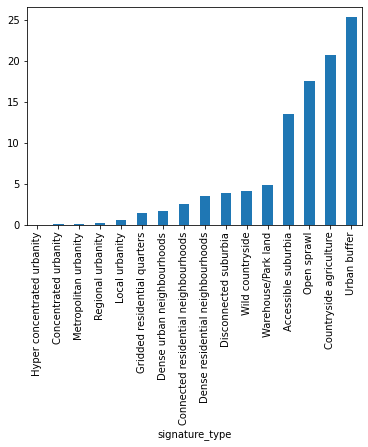 25
20
15
10
5
0
Hyper concentrated urbanity
Concentrated urbanity
Metropolitan urbanity
Regional urbanity
Local urbanity
Gridded residential quarters
Dense urban neighbourhoods
Connected residential neighbourhoods
Dense residential neighbourhoods
Disconnected suburbia
Wild countryside
Warehouse/Park land
Accessible suburbia
Open sprawl
Countryside agriculture
Urban buffer
signature_type